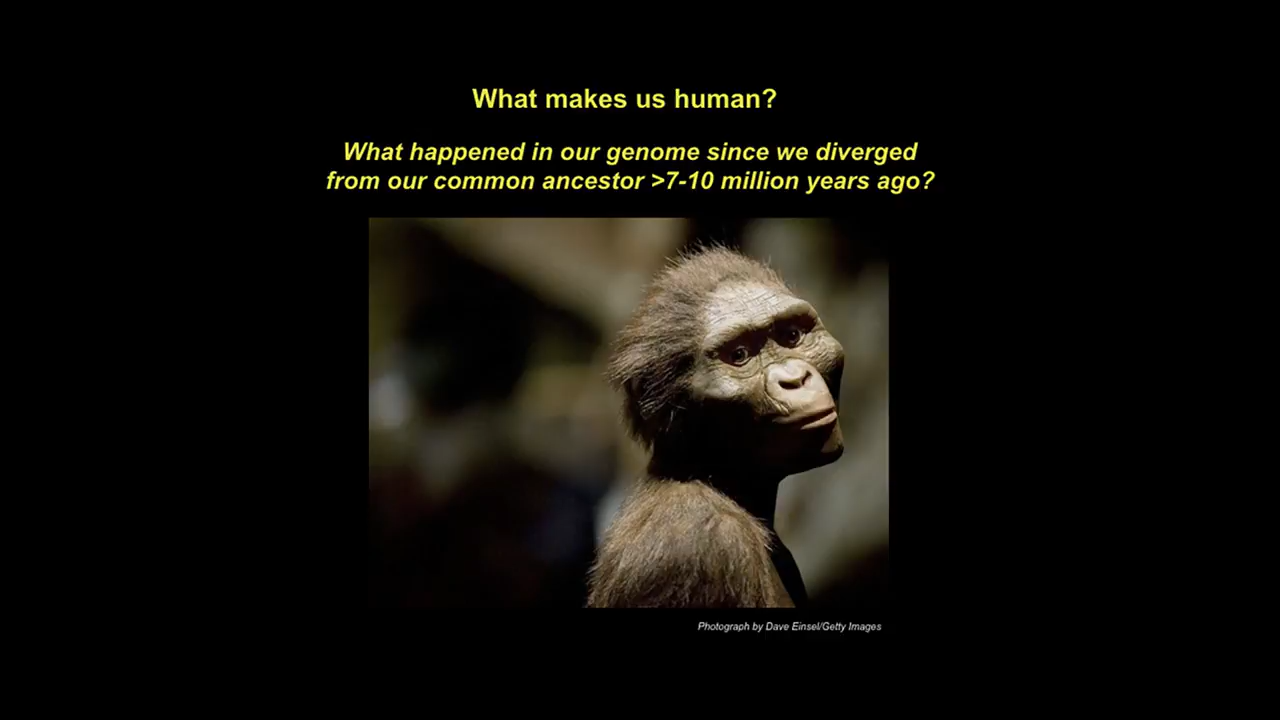 What makes us human?
What happened in our genome since we diverged
from our common ancestor >7-10 million years ago?
Photograph by Dave Einsel/Getty Images